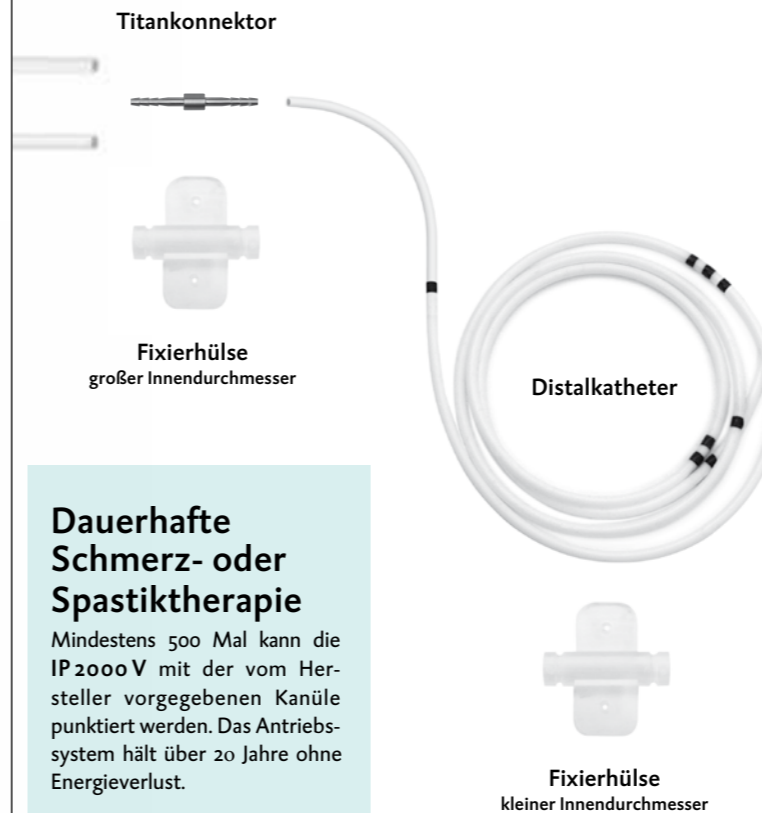 Titankonnektor
Fixierhülse
großer Innendurchmesser
Distalkatheter
Dauerhafte
Schmerz- oder
Spastiktherapie
Mindestens 500 Mal kann die
IP 2000 V mit der vom Her-
steller vorgegebenen Kanüle
punktiert werden. Das Antriebs-
system hält über 20 Jahre ohne
Energieverlust.
Fixierhülse
kleiner Innendurchmesser